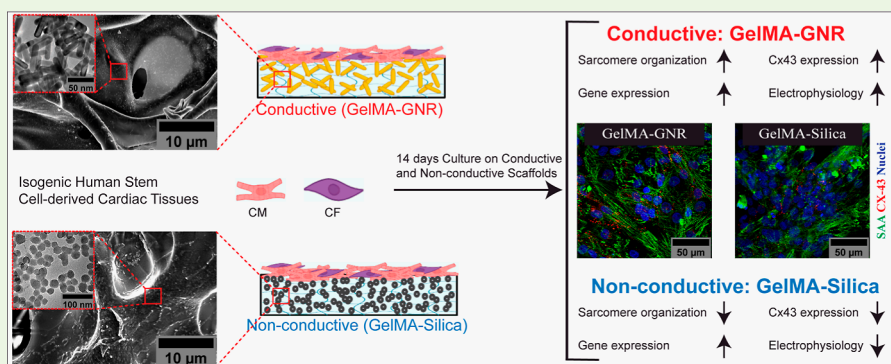 50 nm
10 µm
Conductive (GelMA-GNR)
Isogenic Human Stem
Cell-derived Cardiac Tissues
CM
CF
14 days Culture on Conductive
and Non-conductive Scaffolds
100 nm
10 µm
Non-conductive (GelMA-Silica)
Conductive: GelMA-GNR
Sarcomere organization
Cx43 expression
Gene expression
Electrophysiology
GelMA-GNR
GelMA-Silica
50 µm
50 µm
SAA CX-43 Nuclei
Non-conductive: GelMA-Silica
Sarcomere organization
Cx43 expression
Gene expression
Electrophysiology